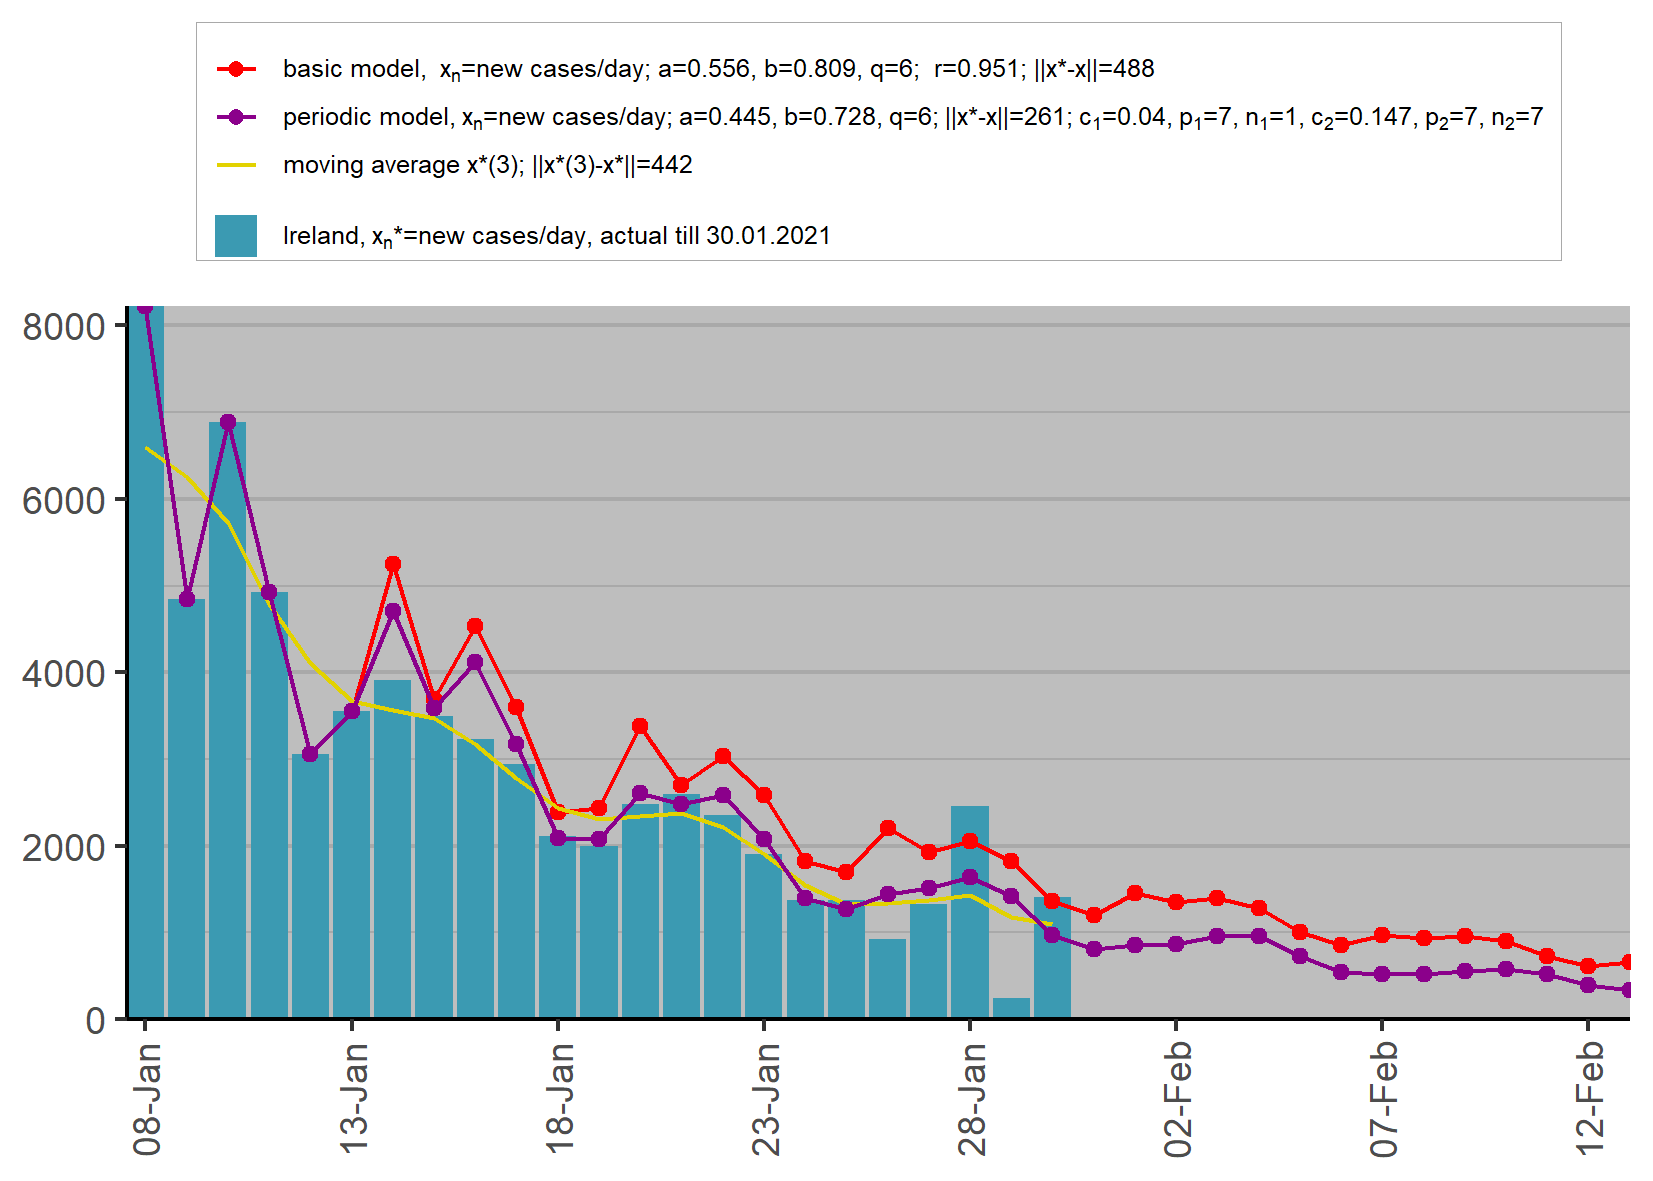 basic model,  xₙ=new cases/day; a=0.556, b=0.809, q=6;  r=0.951; ||x*-x||=488
periodic model, xₙ=new cases/day; a=0.445, b=0.728, q=6; ||x*-x||=261; c₁=0.04, p₁=7, n₁=1, c₂=0.147, p₂=7, n₂=7
moving average x*(3); ||x*(3)-x*||=442
Ireland, xₙ*=new cases/day, actual till 30.01.2021
8000
6000
4000
2000
0
08-Jan
13-Jan
18-Jan
23-Jan
28-Jan
02-Feb
07-Feb
12-Feb